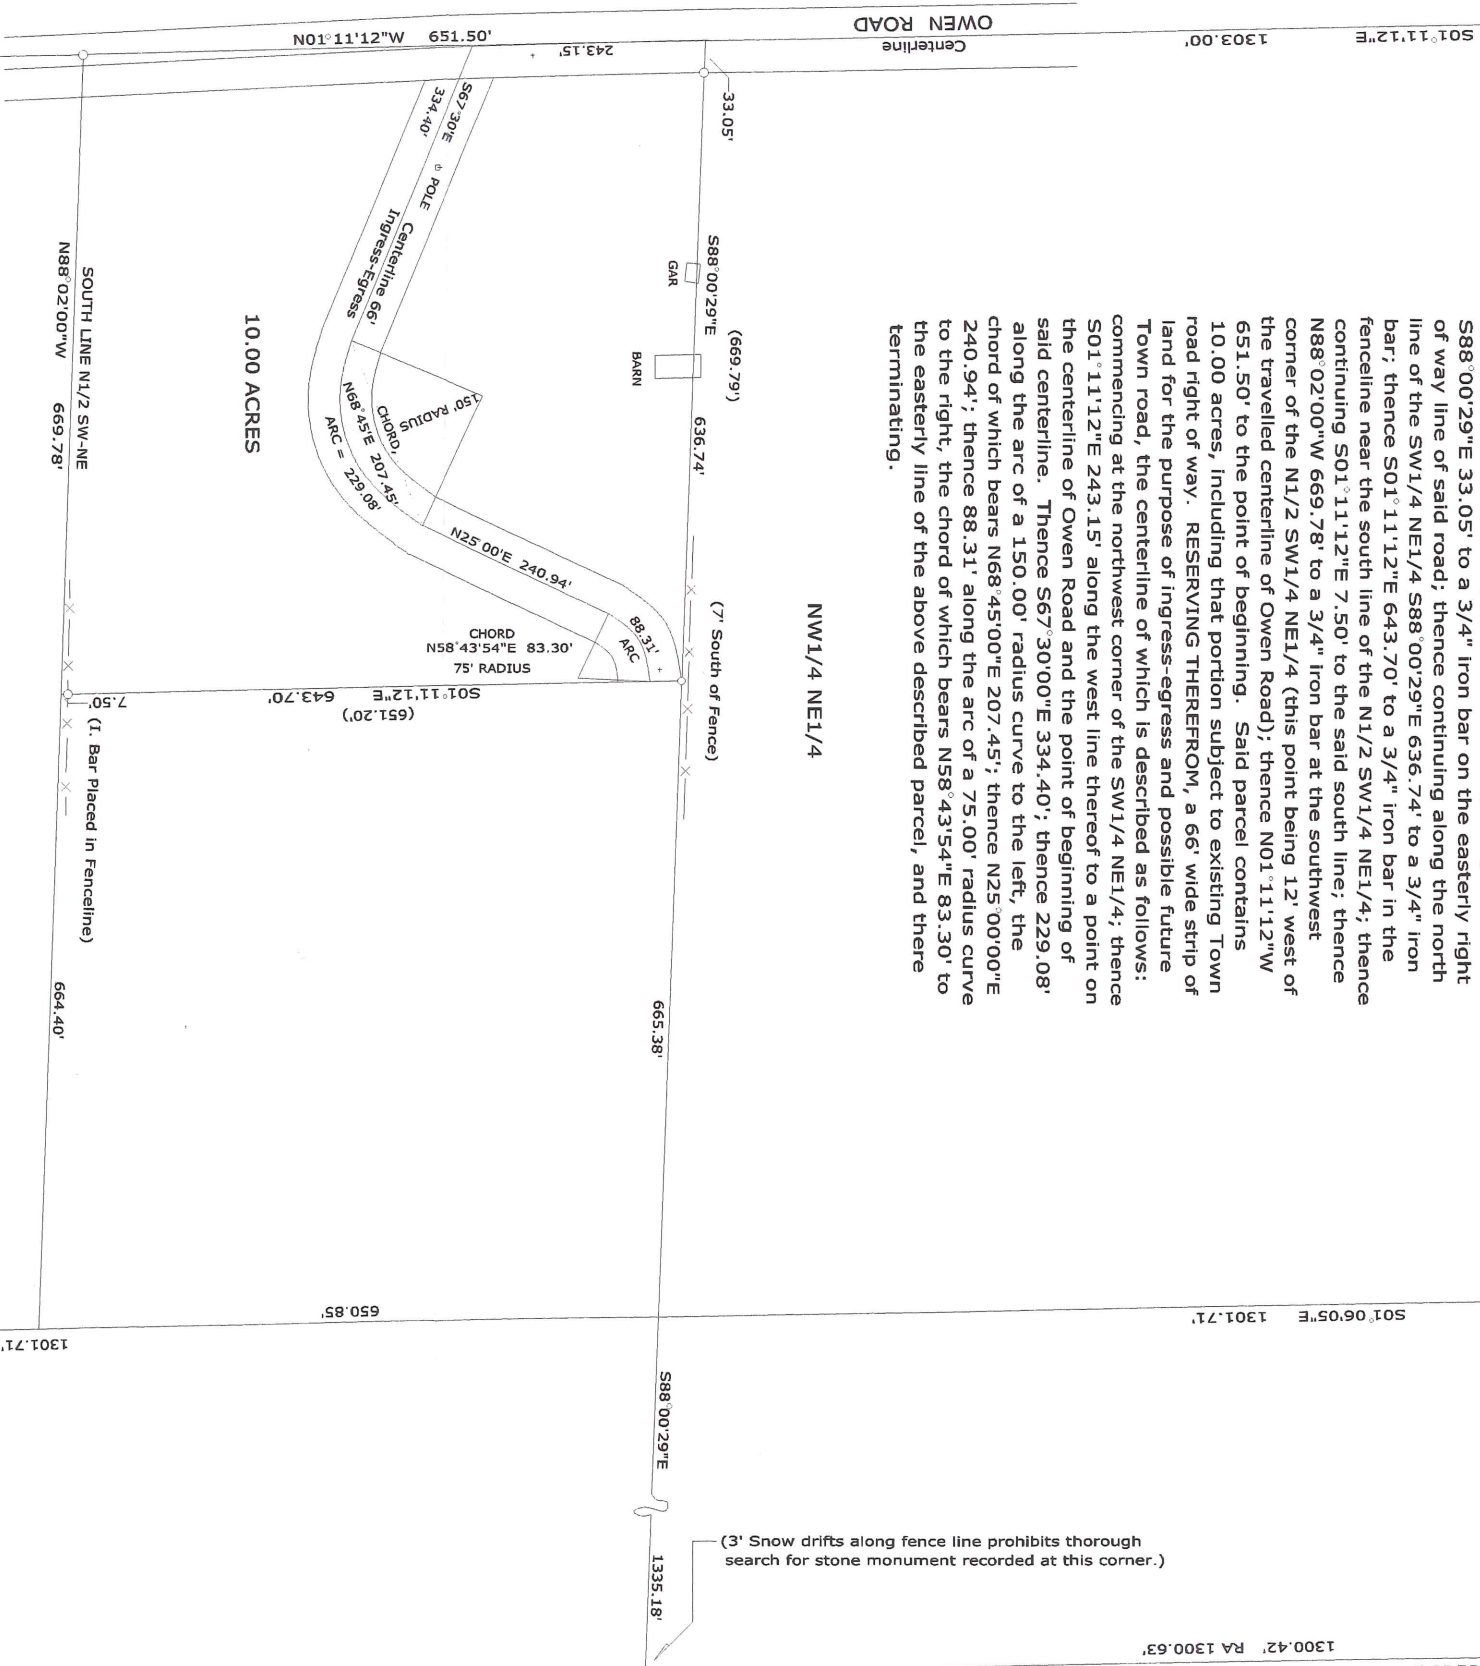 S88°00'29"E 33.05' to a 3/4" iron bar on the easterly right
of way line of said road; thence continuing along the north
line of the SW1/4 NE1/4 S88°00'29"E 636.74' to a 3/4" iron
bar; thence S01°11'12"E 643.70' to a 3/4" iron bar in the
fenceline near the south line of the N1/2 SW1/4 NE1/4; thence
continuing S01°11'12"E 7.50' to the said south line; thence
N88°02'00"W 669.78' to a 3/4" iron bar at the southwest
corner of the N1/2 SW1/4 NE1/4 (this point being 12' west of
the travelled centerline of Owen Road); thence N01°11'12"W
651.50' to the point of beginning. Said parcel contains
10.00 acres, including that portion subject to existing Town
road right of way. RESERVING THEREFROM, a 66' wide strip of
land for the purpose of ingress-egress and possible future
Town road, the centerline of which is described as follows:
commencing at the northwest corner of the SW1/4 NE1/4; thence
S01°11'12"E 243.15' along the west line thereof to a point on
the centerline of Owen Road and the point of beginning of
said centerline. Thence S67°30'00"E 334.40'; thence 229.08'
along the arc of a 150.00' radius curve to the left, the
chord of which bears N68°45'00"E 207.45'; thence N25°00'00"E
240.94'; thence 88.31' along the arc of a 75.00' radius curve
to the right, the chord of which bears N58°43'54"E 83.30' to
the easterly line of the above described parcel, and there
terminating.
S01°11'12"E
1303.00'
OWEN ROAD
Centerline
S01°06'05"E 1301.71'
1300.42' RA 1300.63'
NW1/4 NE1/4
33.05'
(669.79')
S88°00'29"E
636.74'
(7' South of Fence)
665.38'
S88°00'29"E
1335.18'
(3' Snow drifts along fence line prohibits thorough
search for stone monument recorded at this corner.)
GAR
BARN
243.15'
N01°11'12"W 651.50'
S67°30'E
334.40'
POLE
Centerline 66'
Ingress-Egress
150' RADIUS
CHORD,
N68°45'E 207.45'
ARC = 229.08'
N25°00'E 240.94'
88.31'
ARC
CHORD
N58°43'54"E 83.30'
75' RADIUS
S01°11'12"E
643.70'
(651.20')
650.85'
10.00 ACRES
7.50'
(I. Bar Placed in Fenceline)
SOUTH LINE N1/2 SW-NE
N88°02'00"W
669.78'
664.40'
1301.71'